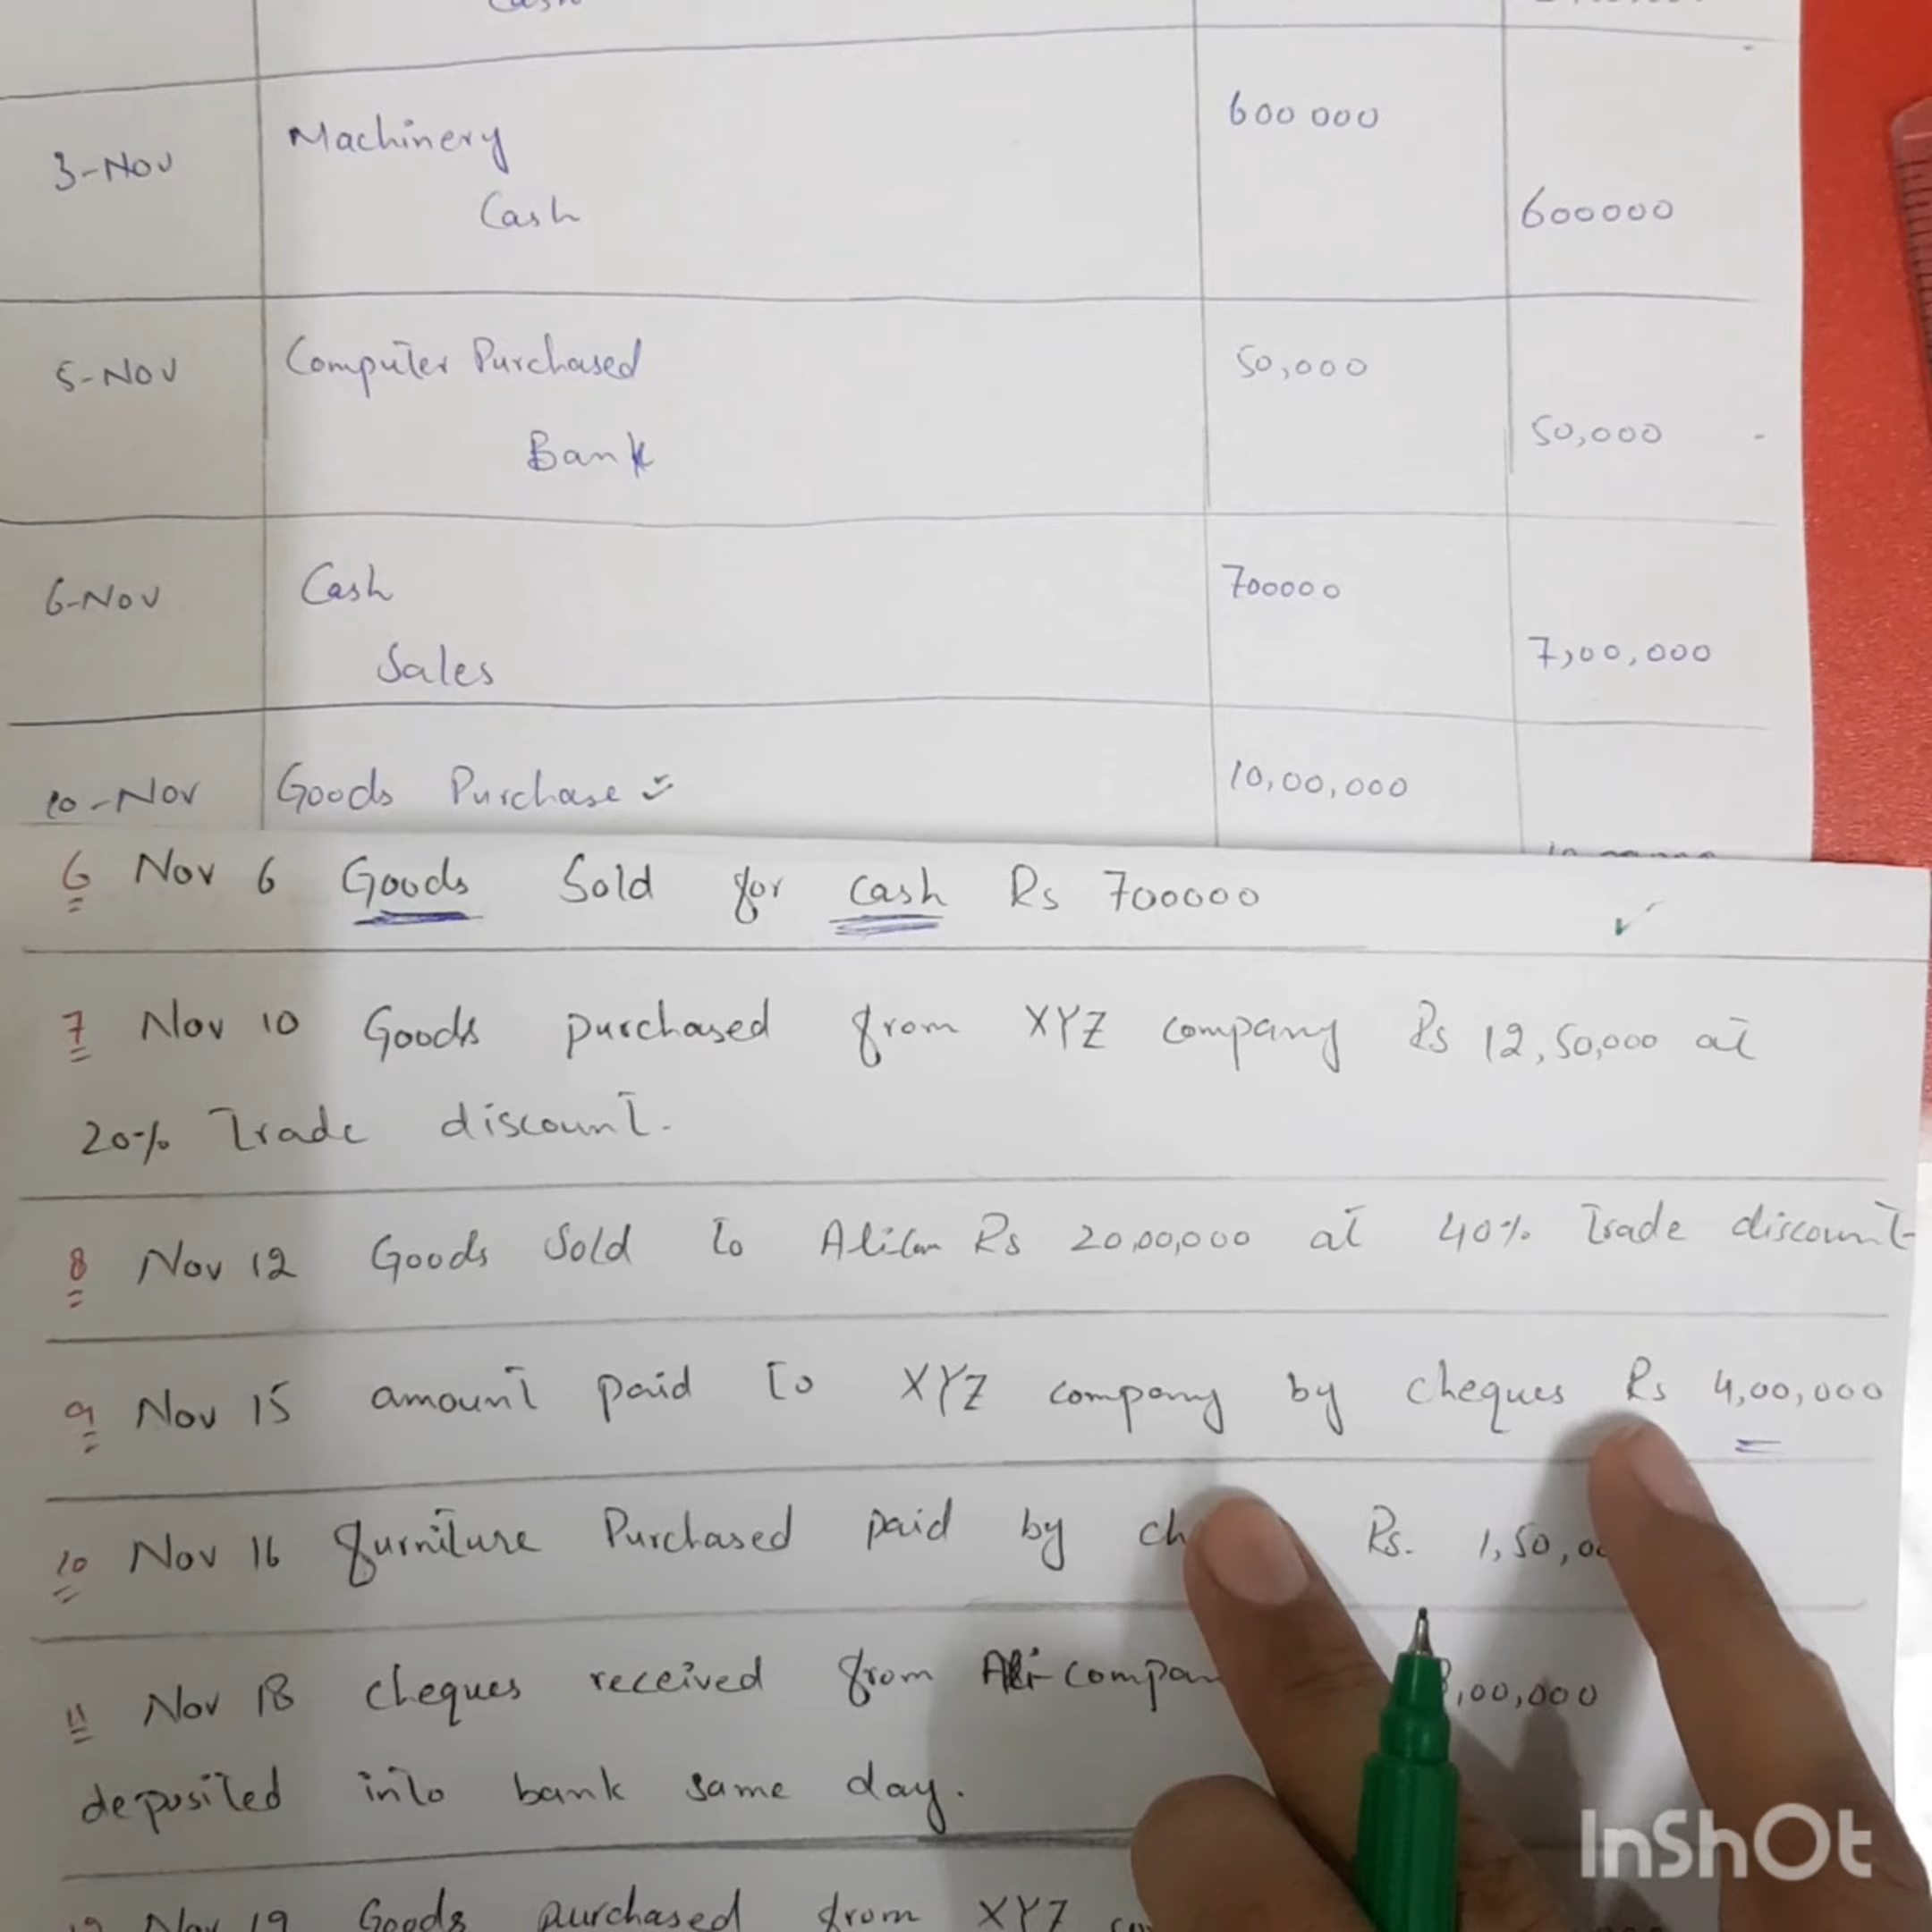 3-Nov Machinery 600 000
Cash 600000
5-Nov Computer Purchased 50,000
Bank 50,000
6-Nov Cash 700000
Sales 7,00,000
10-Nov Goods Purchase 10,00,000
6 Nov 6 Goods Sold for cash Rs 700000
7 Nov 10 Goods purchased from XYZ company Rs 12,50,000 at
20% Trade discount.
8 Nov 12 Goods Sold to Rs 20,00,000 at 40% Trade discount
9 Nov 15 amount paid to XYZ company by cheques Rs 4,00,000
10 Nov 16 furniture Purchased paid by ch Rs. 1,50,0
11 Nov 18 cheques received from Ali compan ,00,000
deposited into bank same day.
Nov 19 Goods purchased from XYZ
InShOt